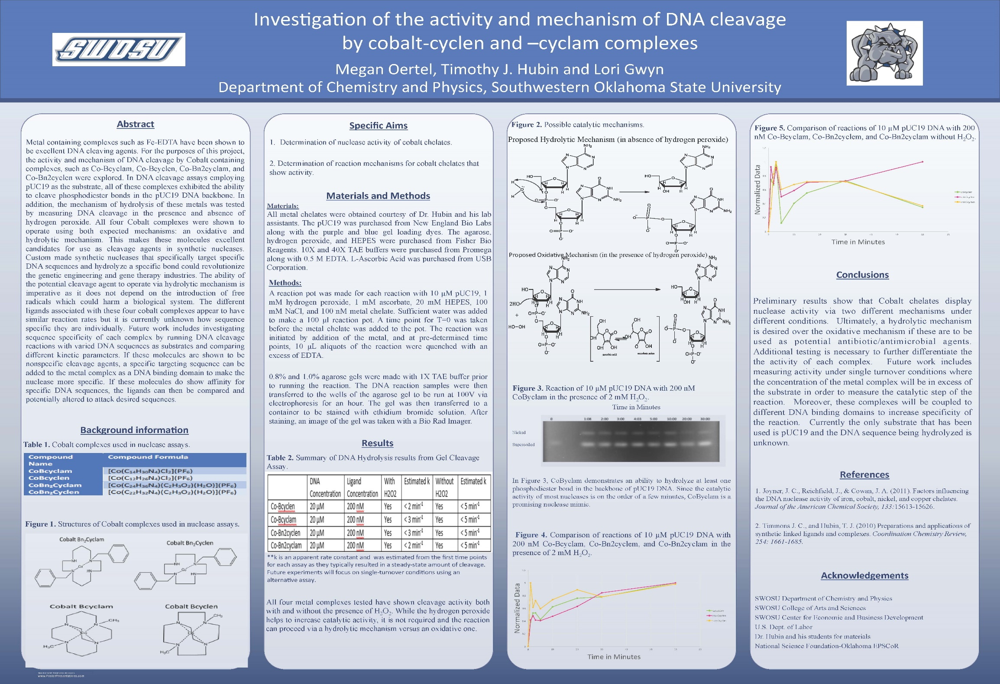 SWOSU
Investigation of the activity and mechanism of DNA cleavage
by cobalt-cyclen and –cyclam complexes
Megan Oertel, Timothy J. Hubin and Lori Gwyn
Department of Chemistry and Physics, Southwestern Oklahoma State University
Abstract
Metal containing complexes such as Fe-EDTA have been shown to
be excellent DNA cleaving agents. For the purposes of this project,
the activity and mechanism of DNA cleavage by Cobalt containing
complexes, such as Co-Bcyclam, Co-Bcyclen, Co-Bn2cyclam, and
Co-Bn2cyclen were explored. In DNA cleavage assays employing
pUC19 as the substrate, all of these complexes exhibited the ability
to cleave phosphodiester bonds in the pUC19 DNA backbone. In
addition, the mechanism of hydrolysis of these metals was tested
by measuring DNA cleavage in the presence and absence of
hydrogen peroxide. All four Cobalt complexes were shown to
operate using both expected mechanisms: an oxidative and
hydrolytic mechanism. This makes these molecules excellent
candidates for use as cleavage agents in synthetic nucleases.
Custom made synthetic nucleases that specifically target specific
DNA sequences and hydrolyze a specific bond could revolutionize
the genetic engineering and gene therapy industries. The ability of
the potential cleavage agent to operate via hydrolytic mechanism is
imperative as it does not depend on the introduction of free
radicals which could harm a biological system. The different
ligands associated with these four cobalt complexes appear to have
similar reaction rates but it is currently unknown how sequence
specific they are individually. Future work includes investigating
sequence specificity of each complex by running DNA cleavage
reactions with varied DNA sequences as substrates and comparing
different kinetic parameters. If these molecules are shown to be
nonspecific cleavage agents, a specific targeting sequence can be
added to the metal complex as a DNA binding domain to make the
nuclease more specific. If these molecules do show affinity for
specific DNA sequences, the ligands can then be compared and
potentially altered to attack desired sequences.
Background information
Table 1. Cobalt complexes used in nuclease assays.
Compound Name Compound Formula
CoBcyclam [Co(C₁₄H₃₀N₄)Cl₂](PF₆)
CoBcyclen [Co(C₁₂H₂₆N₄)Cl₂](PF₆)
CoBn₂Cyclam [Co(C₂₄H₃₆N₄)(C₂H₃O₂)(H₂O)](PF₆)
CoBn₂Cyclen [Co(C₂₂H₃₂N₄)(C₂H₃O₂)(H₂O)](PF₆)
Figure 1. Structures of Cobalt complexes used in nuclease assays.
Cobalt Bn₂Cyclam
Cobalt Bn₂Cyclen
Cobalt Bcyclam
Cobalt Bcyclen
www.PosterPresentations.com
Specific Aims
1. Determination of nuclease activity of cobalt chelates.
2. Determination of reaction mechanisms for cobalt chelates that
show activity.
Materials and Methods
Materials:
All metal chelates were obtained courtesy of Dr. Hubin and his lab
assistants. The pUC19 was purchased from New England Bio Labs
along with the purple and blue gel loading dyes. The agarose,
hydrogen peroxide, and HEPES were purchased from Fisher Bio
Reagents. 10X and 40X TAE buffers were purchased from Promega
along with 0.5 M EDTA. L-Ascorbic Acid was purchased from USB
Corporation.
Methods:
A reaction pot was made for each reaction with 10 µM pUC19, 1
mM hydrogen peroxide, 1 mM ascorbate, 20 mM HEPES, 100
mM NaCl, and 100 nM metal chelate. Sufficient water was added
to make a 100 µl reaction pot. A time point for T=0 was taken
before the metal chelate was added to the pot. The reaction was
initiated by addition of the metal, and at pre-determined time
points, 10 µL aliquots of the reaction were quenched with an
excess of EDTA.
0.8% and 1.0% agarose gels were made with 1X TAE buffer prior
to running the reaction. The DNA reaction samples were then
transferred to the wells of the agarose gel to be run at 100V via
electrophoresis for an hour. The gel was then transferred to a
container to be stained with ethidium bromide solution. After
staining, an image of the gel was taken with a Bio Rad Imager.
Results
Table 2. Summary of DNA Hydrolysis results from Gel Cleavage
Assay.
DNA Concentration Ligand Concentration With H2O2 Estimated k Without H2O2 Estimated k
Co-Bcyclen 20 µM 200 nM Yes < 2 min⁻¹ Yes < 5 min⁻¹
Co-Bcyclam 20 µM 200 nM Yes < 3 min⁻¹ Yes < 5 min⁻¹
Co-Bn2cyclen 20 µM 200 nM Yes < 3 min⁻¹ Yes < 5 min⁻¹
Co-Bn2cyclam 20 µM 200 nM Yes < 2 min⁻¹ Yes < 5 min⁻¹
**k is an apparent rate constant and was estimated from the first time points
for each assay as they typically resulted in a steady-state amount of cleavage.
Future experiments will focus on single-turnover conditions using an
alternative assay.
All four metal complexes tested have shown cleavage activity both
with and without the presence of H₂O₂. While the hydrogen peroxide
helps to increase catalytic activity, it is not required and the reaction
can proceed via a hydrolytic mechanism versus an oxidative one.
Figure 2. Possible catalytic mechanisms.
Proposed Hydrolytic Mechanism (in absence of hydrogen peroxide)
Proposed Oxidative Mechanism (in the presence of hydrogen peroxide)
2HO
+
HO-OH
ascorbic acid
Figure 3. Reaction of 10 µM pUC19 DNA with 200 nM
CoBcyclam in the presence of 2 mM H₂O₂.
Time in Minutes
0 1:08 2:00 3:00 4:03 5:00 10:00 20:00 30:00
Nicked
Supercoiled
In Figure 3, CoBcyclam demonstrates an ability to hydrolyze at least one
phosphodiester bond in the backbone of pUC19 DNA. Since the catalytic
activity of most nucleases is on the order of a few minutes, CoBcyclam is a
promising nuclease mimic.
Figure 4. Comparison of reactions of 10 µM pUC19 DNA with
200 nM Co-Bcyclam, Co-Bn2cyclem, and Co-Bn2cyclam in the
presence of 2 mM H₂O₂.
Normalized Data
Time in Minutes
Figure 5. Comparison of reactions of 10 µM pUC19 DNA with 200
nM Co-Bcyclam, Co-Bn2cyclem, and Co-Bn2cyclam without H₂O₂.
Normalized Data
cobcyclam
cobn2cyclen
cobn2cyclam
Time in Minutes
Conclusions
Preliminary results show that Cobalt chelates display
nuclease activity via two different mechanisms under
different conditions. Ultimately, a hydrolytic mechanism
is desired over the oxidative mechanism if these are to be
used as potential antibiotic/antimicrobial agents.
Additional testing is necessary to further differentiate the
the activity of each complex. Future work includes
measuring activity under single turnover conditions where
the concentration of the metal complex will be in excess of
the substrate in order to measure the catalytic step of the
reaction. Moreover, these complexes will be coupled to
different DNA binding domains to increase specificity of
the reaction. Currently the only substrate that has been
used is pUC19 and the DNA sequence being hydrolyzed is
unknown.
References
1. Joyner, J. C., Reichfield, J., & Cowan, J. A. (2011). Factors influencing
the DNA nuclease activity of iron, cobalt, nickel, and copper chelates.
Journal of the American Chemical Society, 133:15613-15626.
2. Timmons J. C., and Hubin, T. J. (2010) Preparations and applications of
synthetic linked ligands and complexes. Coordination Chemistry Review,
254: 1661-1685.
Acknowledgements
SWOSU Department of Chemistry and Physics
SWOSU College of Arts and Sciences
SWOSU Center for Economic and Business Development
U.S. Dept. of Labor
Dr. Hubin and his students for materials
National Science Foundation-Oklahoma EPSCoR